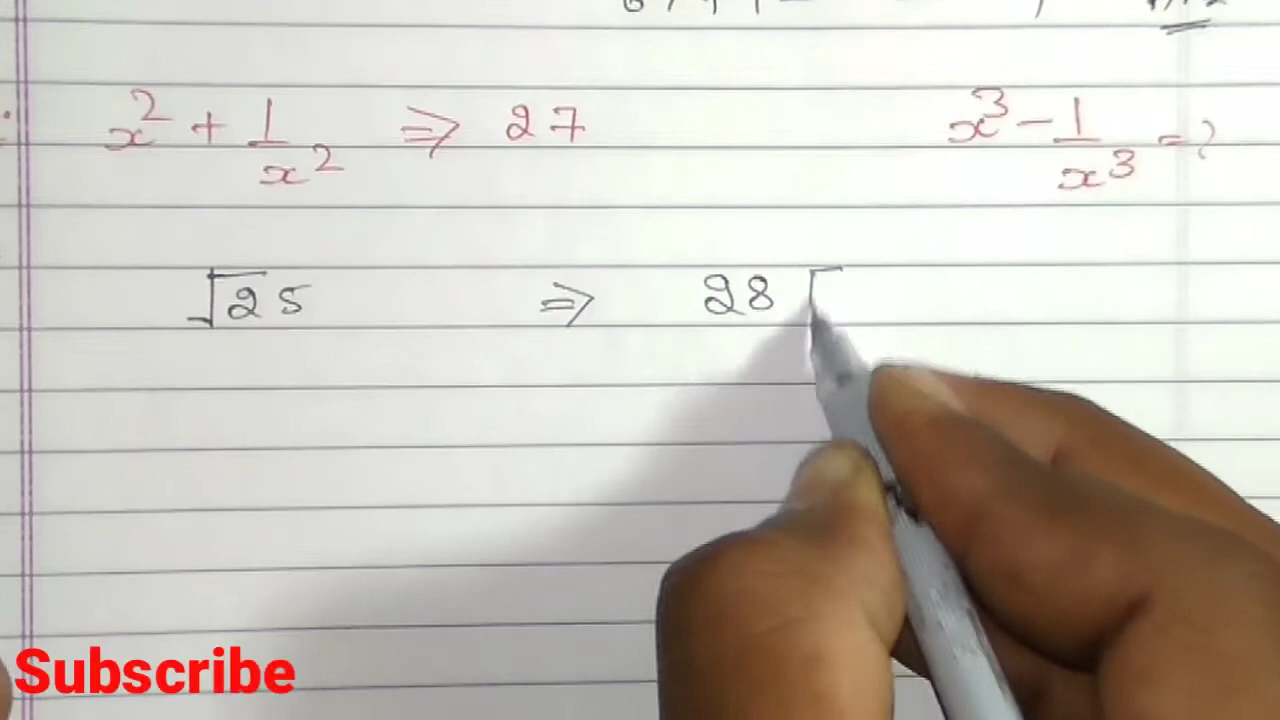 x² + 1/x² ⇒ 27 x³ - 1/x³ = ?
√25 ⇒ 28 √
Subscribe